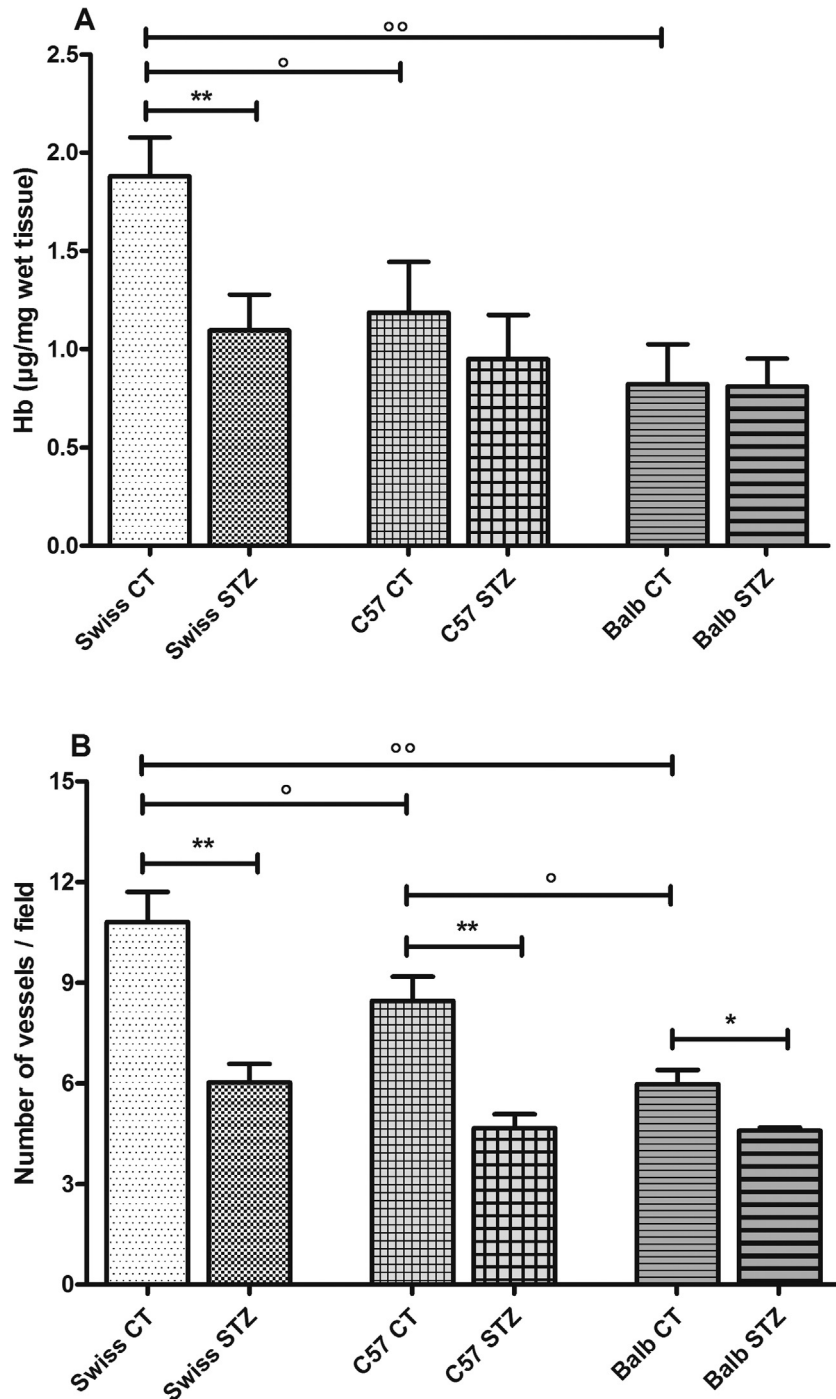 A
°°
°
**
2.5
2.0
1.5
1.0
0.5
0.0
Hb (µg/mg wet tissue)
Swiss CT
Swiss STZ
C57 CT
C57 STZ
Balb CT
Balb STZ
B
°°
°
**
°
**
*
15
12
9
6
3
0
Number of vessels / field
Swiss CT
Swiss STZ
C57 CT
C57 STZ
Balb CT
Balb STZ